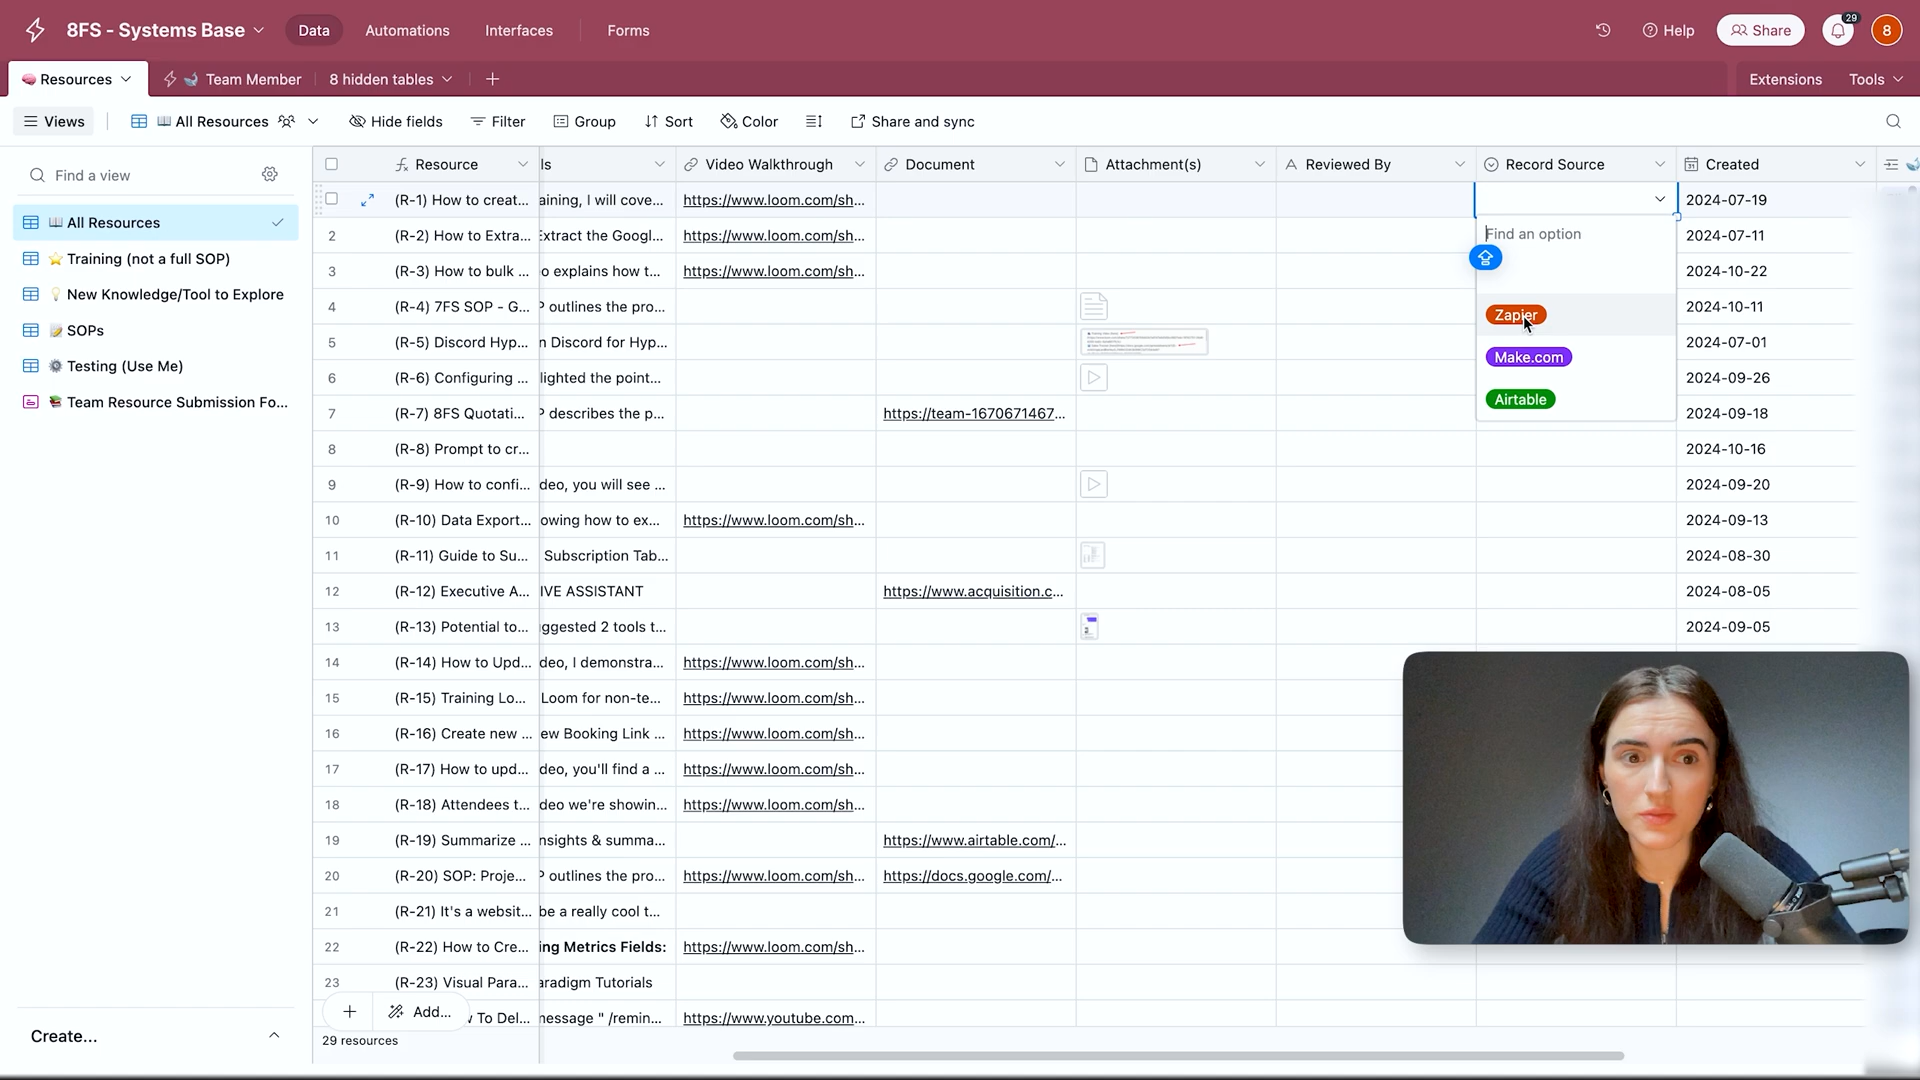 8FS - Systems Base
Data
Automations
Interfaces
Forms
Help
Share
29
8
Resources
Team Member
8 hidden tables
Extensions
Tools
Views
All Resources
Hide fields
Filter
Group
Sort
Color
Share and sync
Find a view
All Resources
Training (not a full SOP)
New Knowledge/Tool to Explore
SOPs
Testing (Use Me)
Team Resource Submission Fo...
Create...
Resource ls Video Walkthrough Document Attachment(s) Reviewed By Record Source Created
(R-1) How to creat... aining, I will cove... https://www.loom.com/sh... 2024-07-19
2 (R-2) How to Extra... Extract the Googl... https://www.loom.com/sh... 2024-07-11
3 (R-3) How to bulk ... o explains how t... https://www.loom.com/sh... 2024-10-22
4 (R-4) 7FS SOP - G... P outlines the pro... 2024-10-11
5 (R-5) Discord Hyp... n Discord for Hyp... 2024-07-01
6 (R-6) Configuring ... lighted the point... 2024-09-26
7 (R-7) 8FS Quotati... P describes the p... https://team-1670671467... 2024-09-18
8 (R-8) Prompt to cr... 2024-10-16
9 (R-9) How to confi... deo, you will see ... 2024-09-20
10 (R-10) Data Export... owing how to ex... https://www.loom.com/sh... 2024-09-13
11 (R-11) Guide to Su... Subscription Tab... 2024-08-30
12 (R-12) Executive A... IVE ASSISTANT https://www.acquisition.c... 2024-08-05
13 (R-13) Potential to... ggested 2 tools t... 2024-09-05
14 (R-14) How to Upd... deo, I demonstra... https://www.loom.com/sh...
15 (R-15) Training Lo... Loom for non-te... https://www.loom.com/sh...
16 (R-16) Create new ... ew Booking Link ... https://www.loom.com/sh...
17 (R-17) How to upd... deo, you'll find a ... https://www.loom.com/sh...
18 (R-18) Attendees t... deo we're showin... https://www.loom.com/sh...
19 (R-19) Summarize ... nsights & summa... https://www.airtable.com/...
20 (R-20) SOP: Proje... P outlines the pro... https://www.loom.com/sh... https://docs.google.com/...
21 (R-21) It's a websit... be a really cool t...
22 (R-22) How to Cre... ing Metrics Fields: https://www.loom.com/sh...
23 (R-23) Visual Para... aradigm Tutorials
To Del... message " /remin... https://www.youtube.com...
Find an option
Zapier
Make.com
Airtable
Add...
29 resources